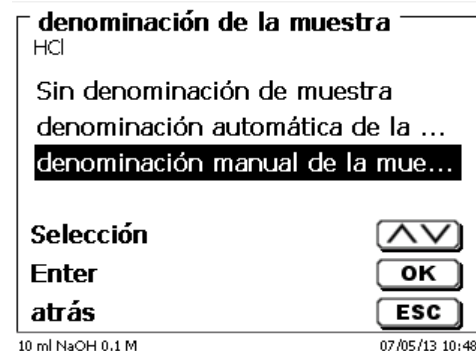 denominación de la muestra
HCl
Sin denominación de muestra
denominación automática de la ...
denominación manual de la mue...
Selección
Enter OK
atrás ESC
10 ml NaOH 0.1 M 07/05/13 10:48